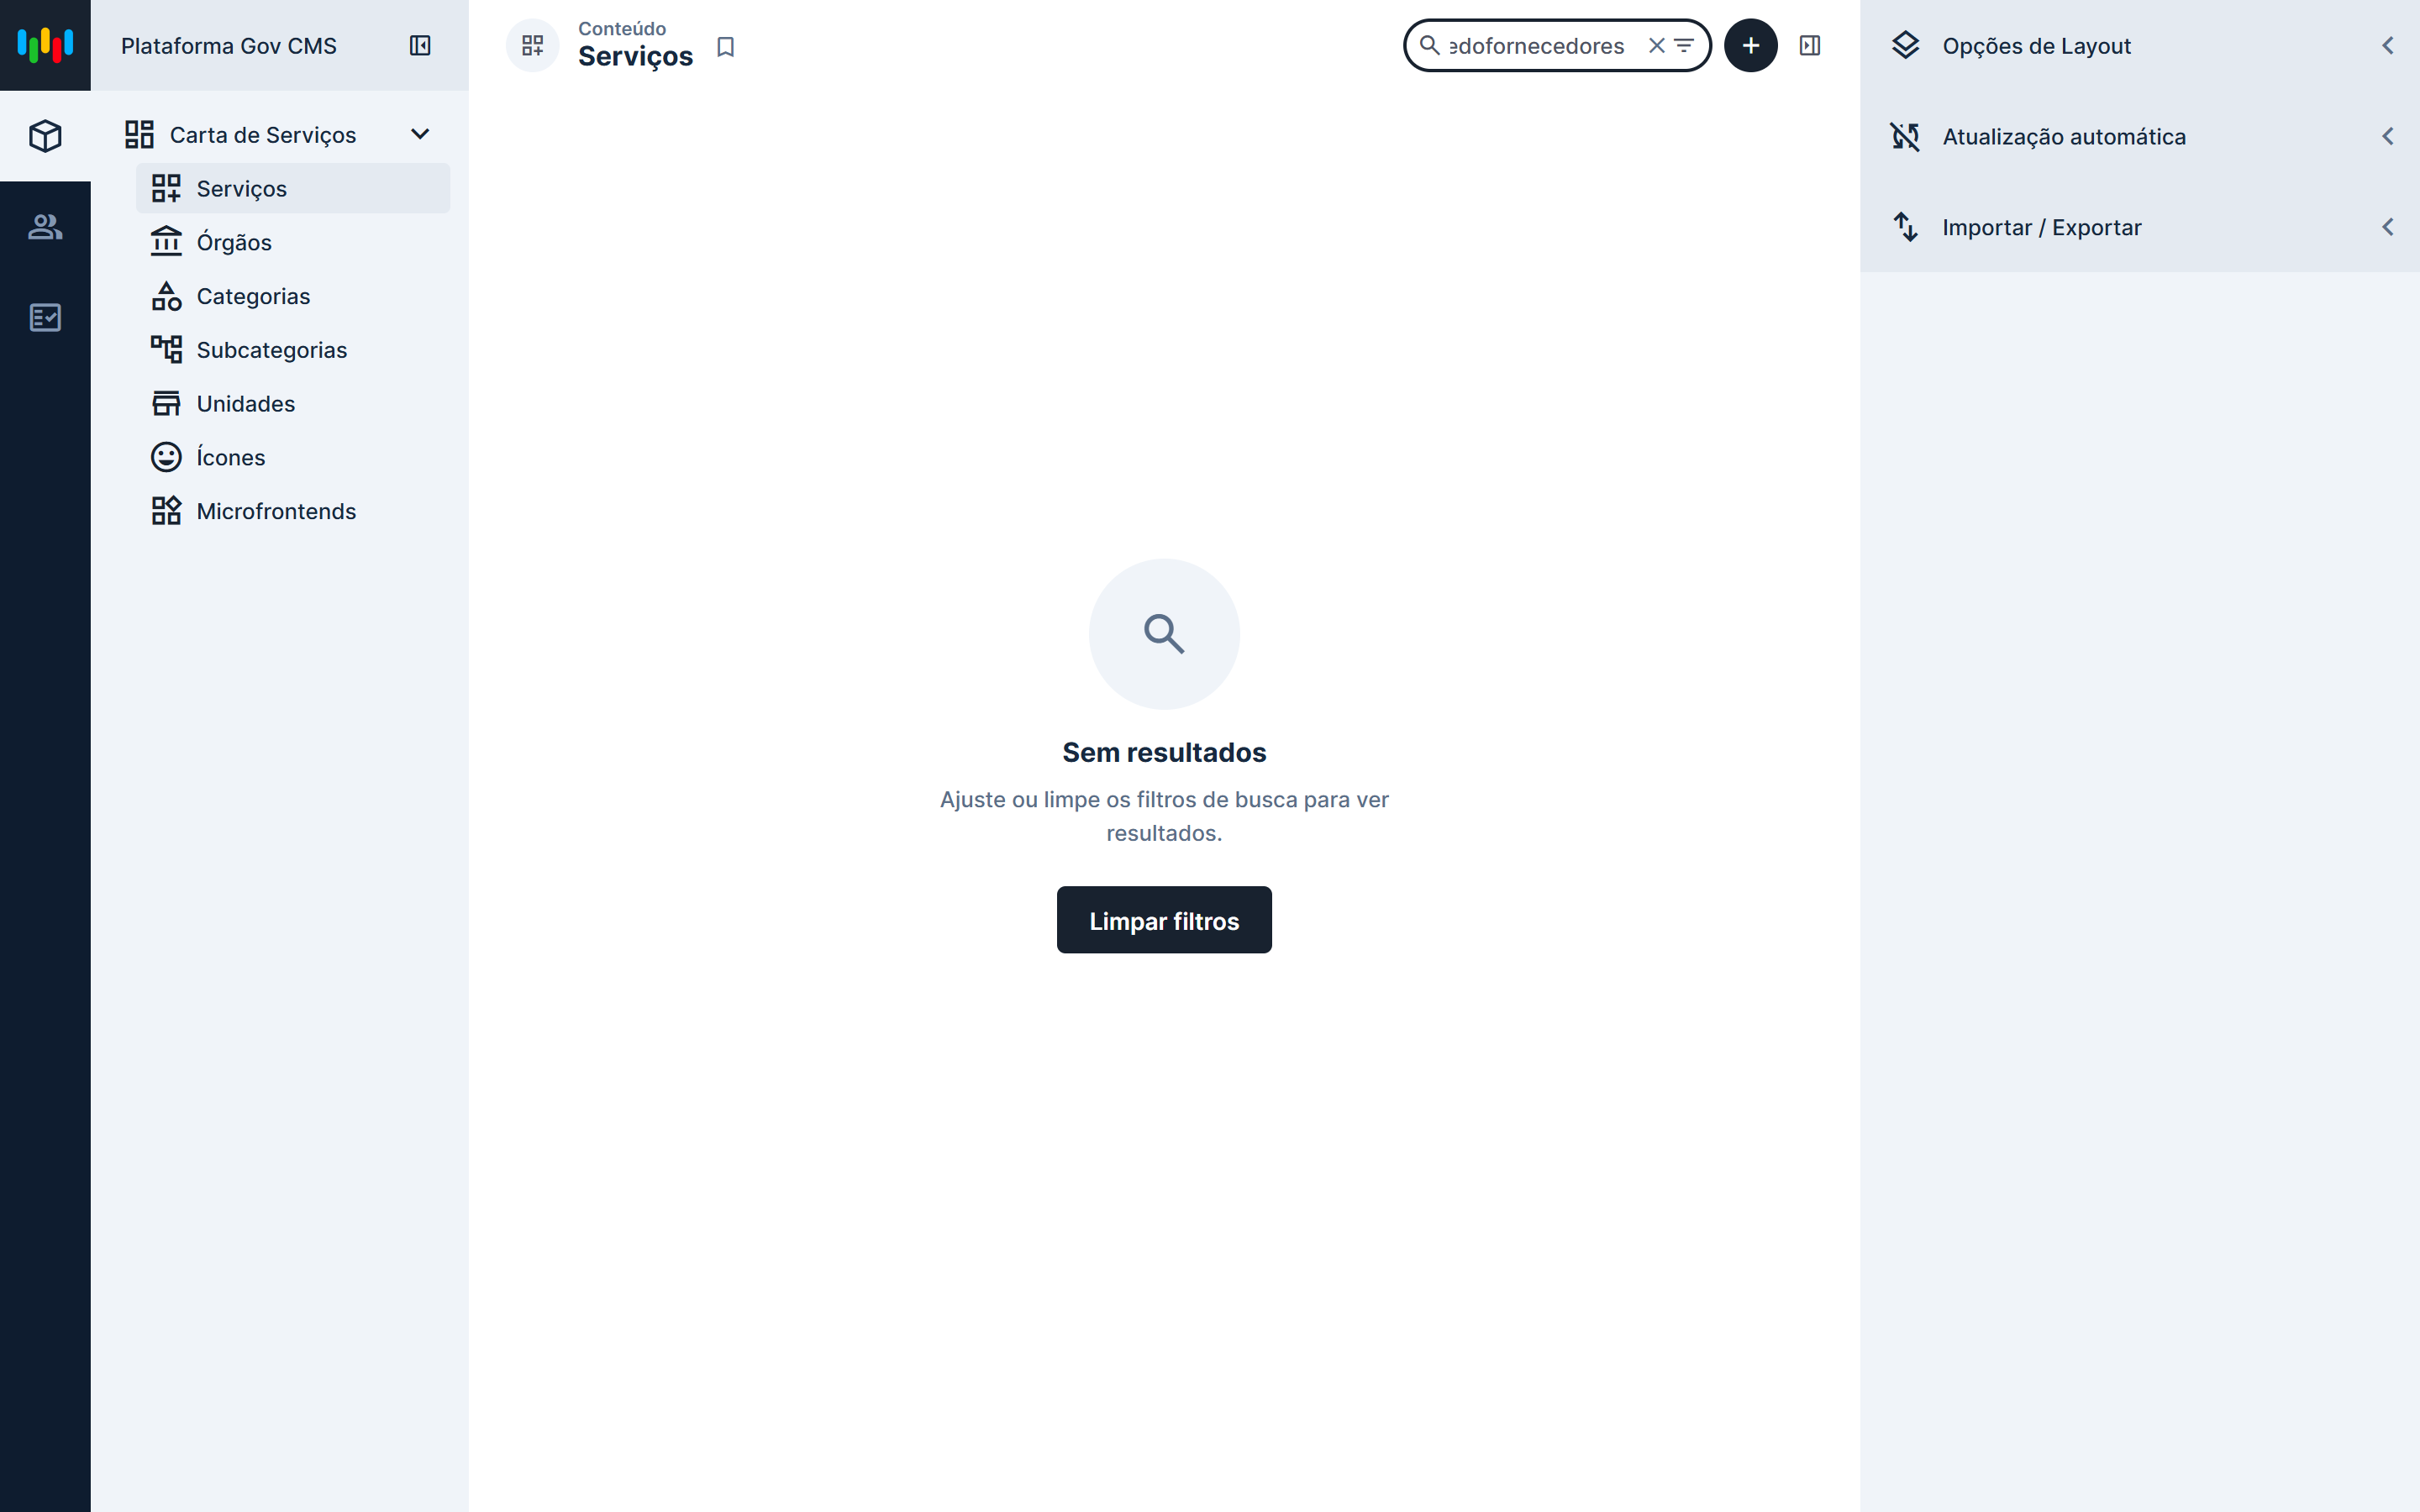 Plataforma Gov CMS
Carta de Serviços
Serviços
Órgãos
Categorias
Subcategorias
Unidades
Ícones
Microfrontends
Conteúdo
Serviços
edofornecedores
Sem resultados
Ajuste ou limpe os filtros de busca para ver
resultados.
Limpar filtros
Opções de Layout
Atualização automática
Importar / Exportar